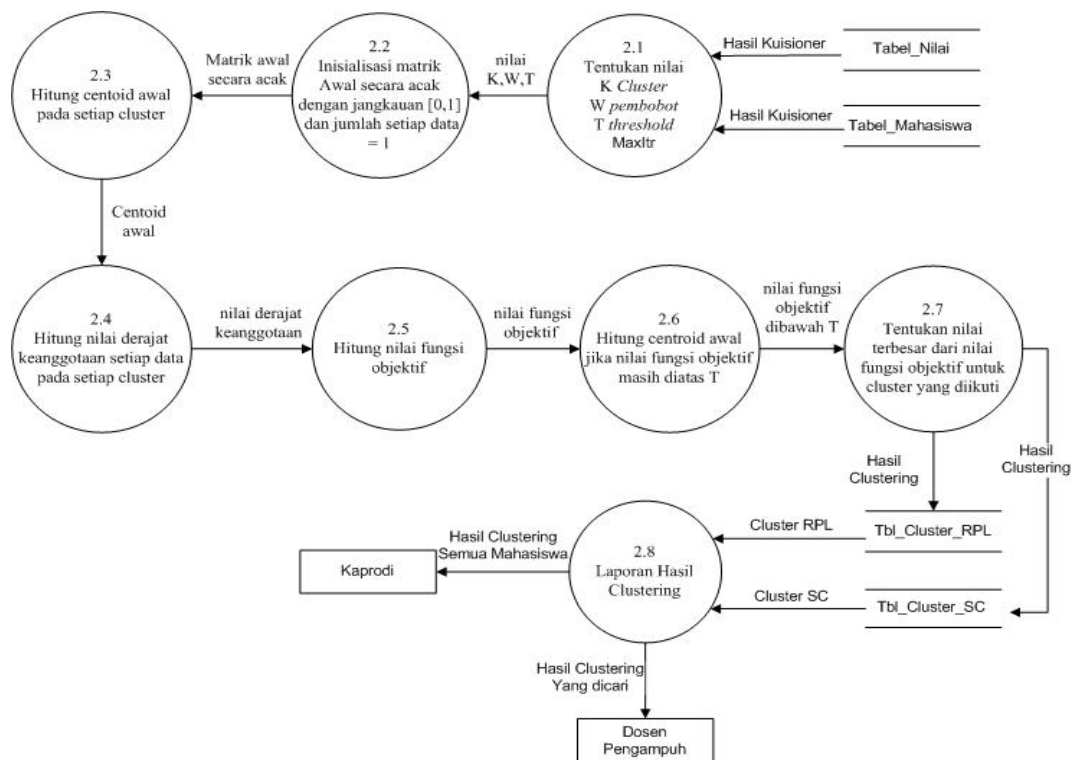 2.3
Hitung centoid awal
pada setiap cluster
Matrik awal
secara acak
2.2
Inisialisasi matrik
Awal secara acak
dengan jangkauan [0,1]
dan jumlah setiap data
= 1
nilai
K,W,T
2.1
Tentukan nilai
K Cluster
W pembobot
T threshold
MaxItr
Hasil Kuisioner
Tabel_Nilai
Hasil Kuisioner
Tabel_Mahasiswa
Centoid
awal
2.4
Hitung nilai derajat
keanggotaan setiap data
pada setiap cluster
nilai derajat
keanggotaan
2.5
Hitung nilai fungsi
objektif
nilai fungsi
objektif
2.6
Hitung centroid awal
jika nilai fungsi objektif
masih diatas T
nilai fungsi
objektif
dibawah T
2.7
Tentukan nilai
terbesar dari nilai
fungsi objektif untuk
cluster yang diikuti
Hasil
Clustering
Hasil
Clustering
Tbl_Cluster_RPL
Cluster RPL
Tbl_Cluster_SC
Cluster SC
2.8
Laporan Hasil
Clustering
Hasil Clustering
Semua Mahasiswa
Kaprodi
Hasil Clustering
Yang dicari
Dosen
Pengampuh